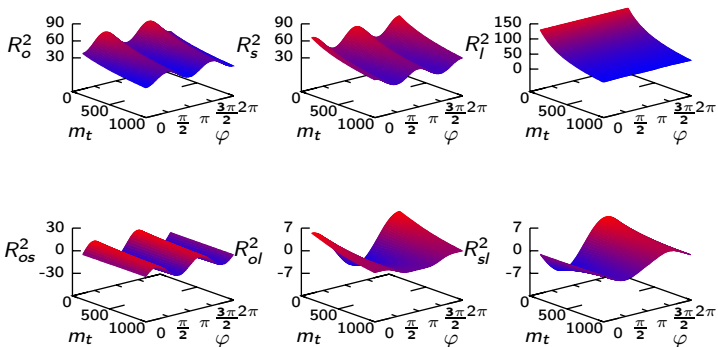 R_o^2 90 60 30 0 500 1000 m_t 0 π/2 π 3π/2 2π φ
R_s^2 90 60 30 0 500 1000 m_t 0 π/2 π 3π/2 2π φ
R_l^2 150 100 50 0 0 500 1000 m_t 0 π/2 π 3π/2 2π φ
R_os^2 30 0 -30 0 500 1000 m_t 0 π/2 π 3π/2 2π φ
R_ol^2 7 0 -7 0 500 1000 m_t 0 π/2 π 3π/2 2π φ
R_sl^2 7 0 -7 0 500 1000 m_t 0 π/2 π 3π/2 2π φ